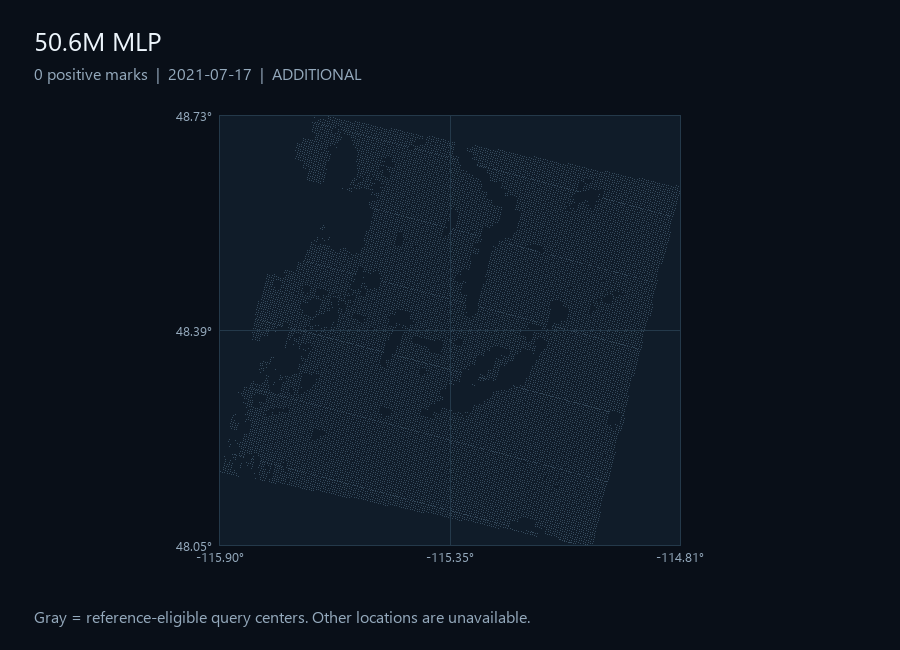 50.6M MLP
0 positive marks | 2021-07-17 | ADDITIONAL
48.73°
48.39°
48.05°
-115.90°
-115.35°
-114.81°
Gray = reference-eligible query centers. Other locations are unavailable.